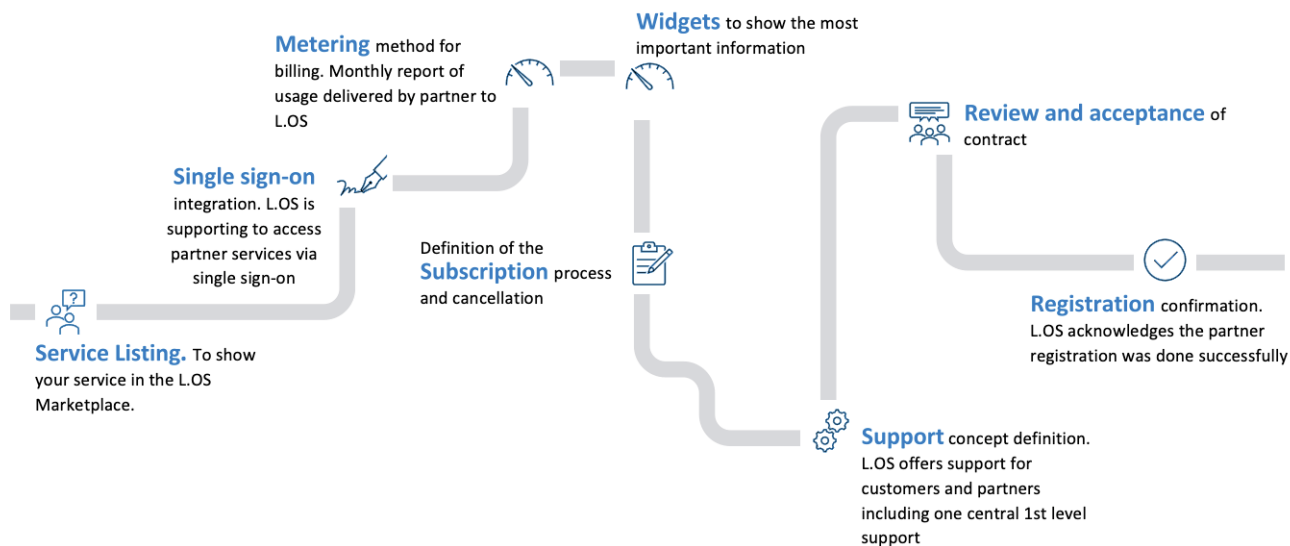 Service Listing. To show
your service in the L.OS
Marketplace.
Single sign-on
integration. L.OS is
supporting to access
partner services via
single sign-on
Metering method for
billing. Monthly report of
usage delivered by partner to
L.OS
Widgets to show the most
important information
Definition of the
Subscription process
and cancellation
Support concept definition.
L.OS offers support for
customers and partners
including one central 1st level
support
Review and acceptance of
contract
Registration confirmation.
L.OS acknowledges the partner
registration was done successfully
?